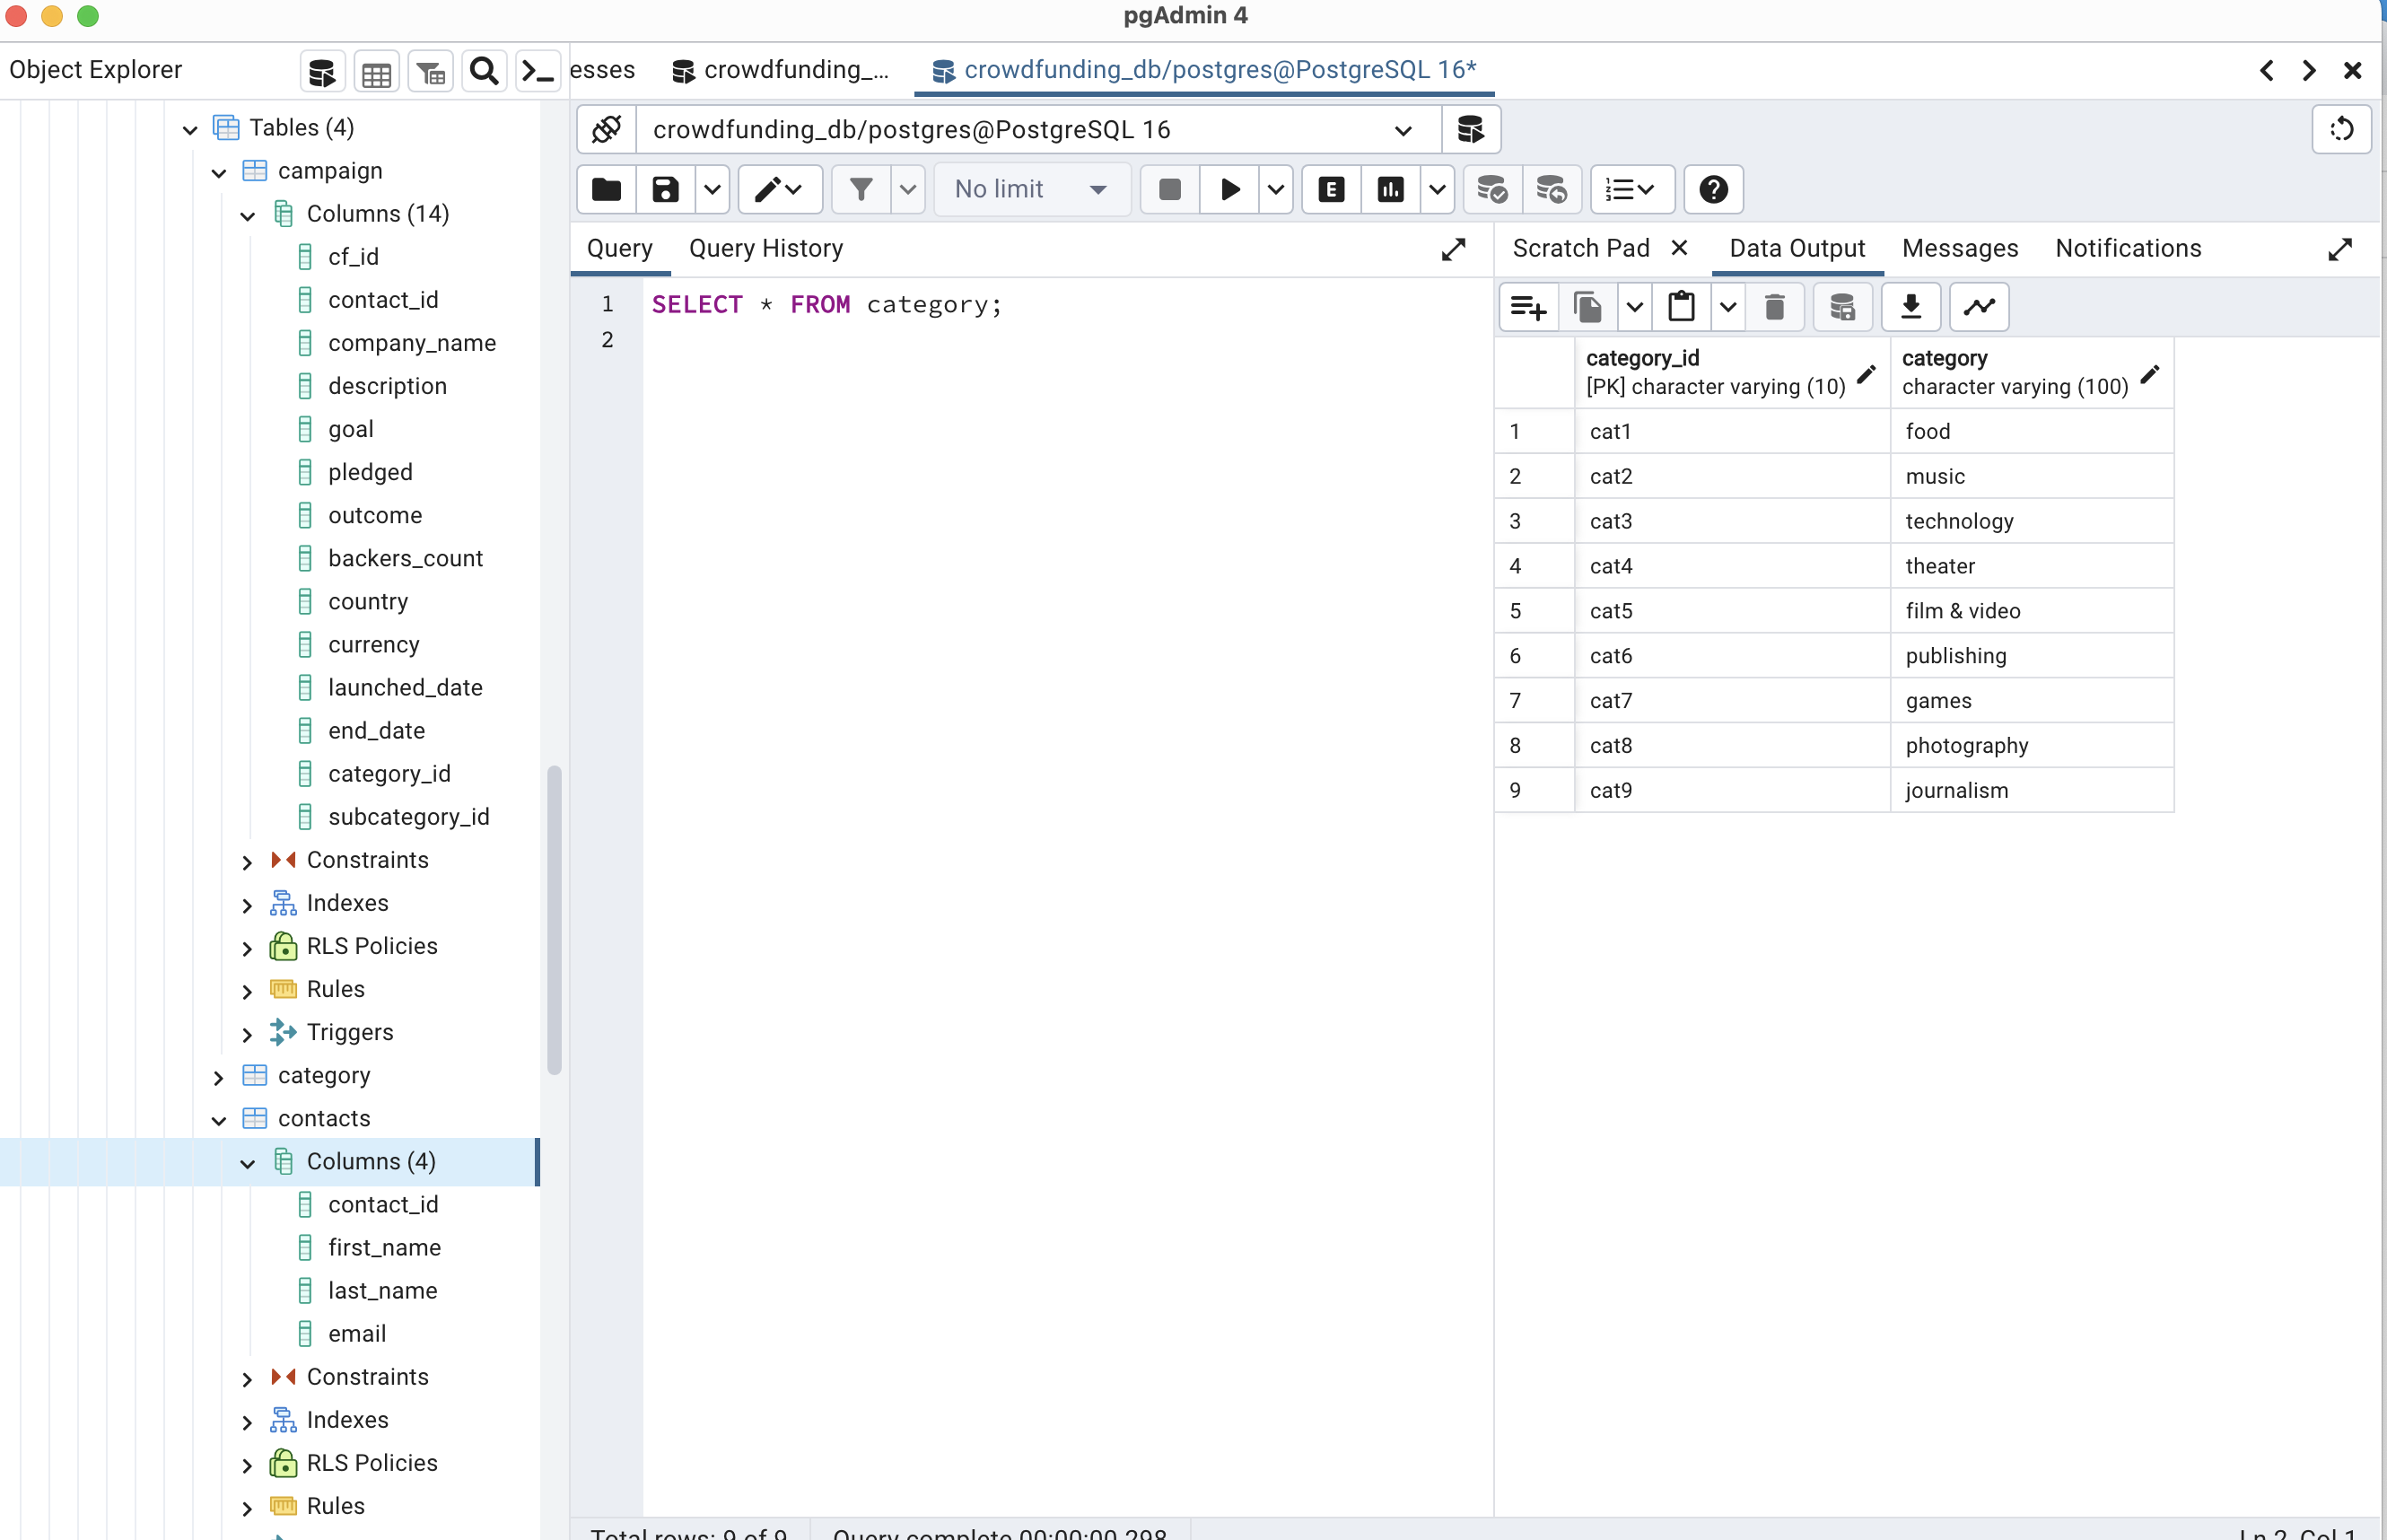 pgAdmin 4
Object Explorer
esses
crowdfunding_...
crowdfunding_db/postgres@PostgreSQL 16*
Tables (4)
campaign
Columns (14)
cf_id
contact_id
company_name
description
goal
pledged
outcome
backers_count
country
currency
launched_date
end_date
category_id
subcategory_id
Constraints
Indexes
RLS Policies
Rules
Triggers
category
contacts
Columns (4)
contact_id
first_name
last_name
email
Constraints
Indexes
RLS Policies
Rules
crowdfunding_db/postgres@PostgreSQL 16
No limit
E
Query Query History
1 SELECT * FROM category;
2
Scratch Pad Data Output Messages Notifications
category_id category
[PK] character varying (10) character varying (100)
1 cat1 food
2 cat2 music
3 cat3 technology
4 cat4 theater
5 cat5 film & video
6 cat6 publishing
7 cat7 games
8 cat8 photography
9 cat9 journalism
Total rows: 9 of 9 Query complete 00:00:00.298 Ln 2, Col 1